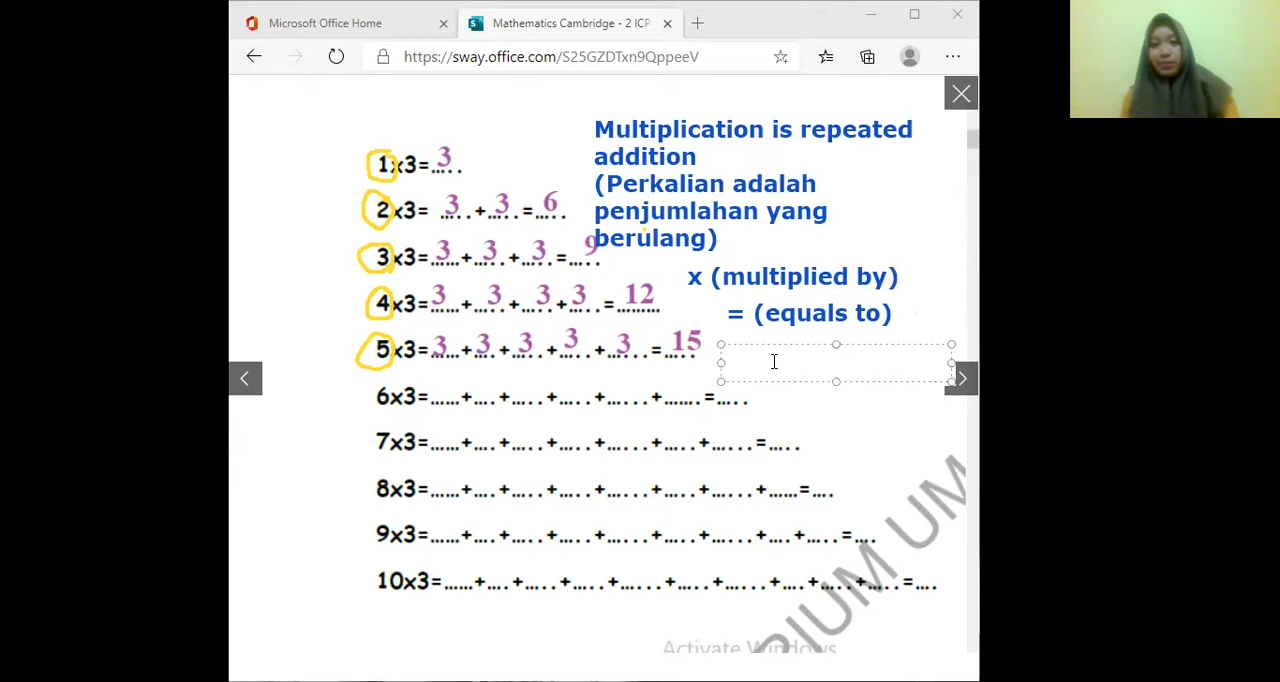 Microsoft Office Home
Mathematics Cambridge - 2 ICP
https://sway.office.com/S25GZDTxn9QppeeV
Multiplication is repeated
addition
(Perkalian adalah
penjumlahan yang
berulang)
x (multiplied by)
= (equals to)
1x3=3.....
2x3= 3.....+3.....=6.....
3x3=3......+3.....+3.....=9.....
4x3=3......+3.....+3.....+3.....=12.........
5x3=3......+3.....+3.....+3.....+3......=15......
6x3=......+....+.....+.....+......+.......=.....
7x3=......+....+.....+.....+......+.....+......=.....
8x3=......+....+.....+.....+......+.....+......+......=....
9x3=......+....+.....+.....+......+.....+......+....+.....=....
10x3=......+....+.....+.....+......+.....+......+....+.....+.....=....
Activate Windows